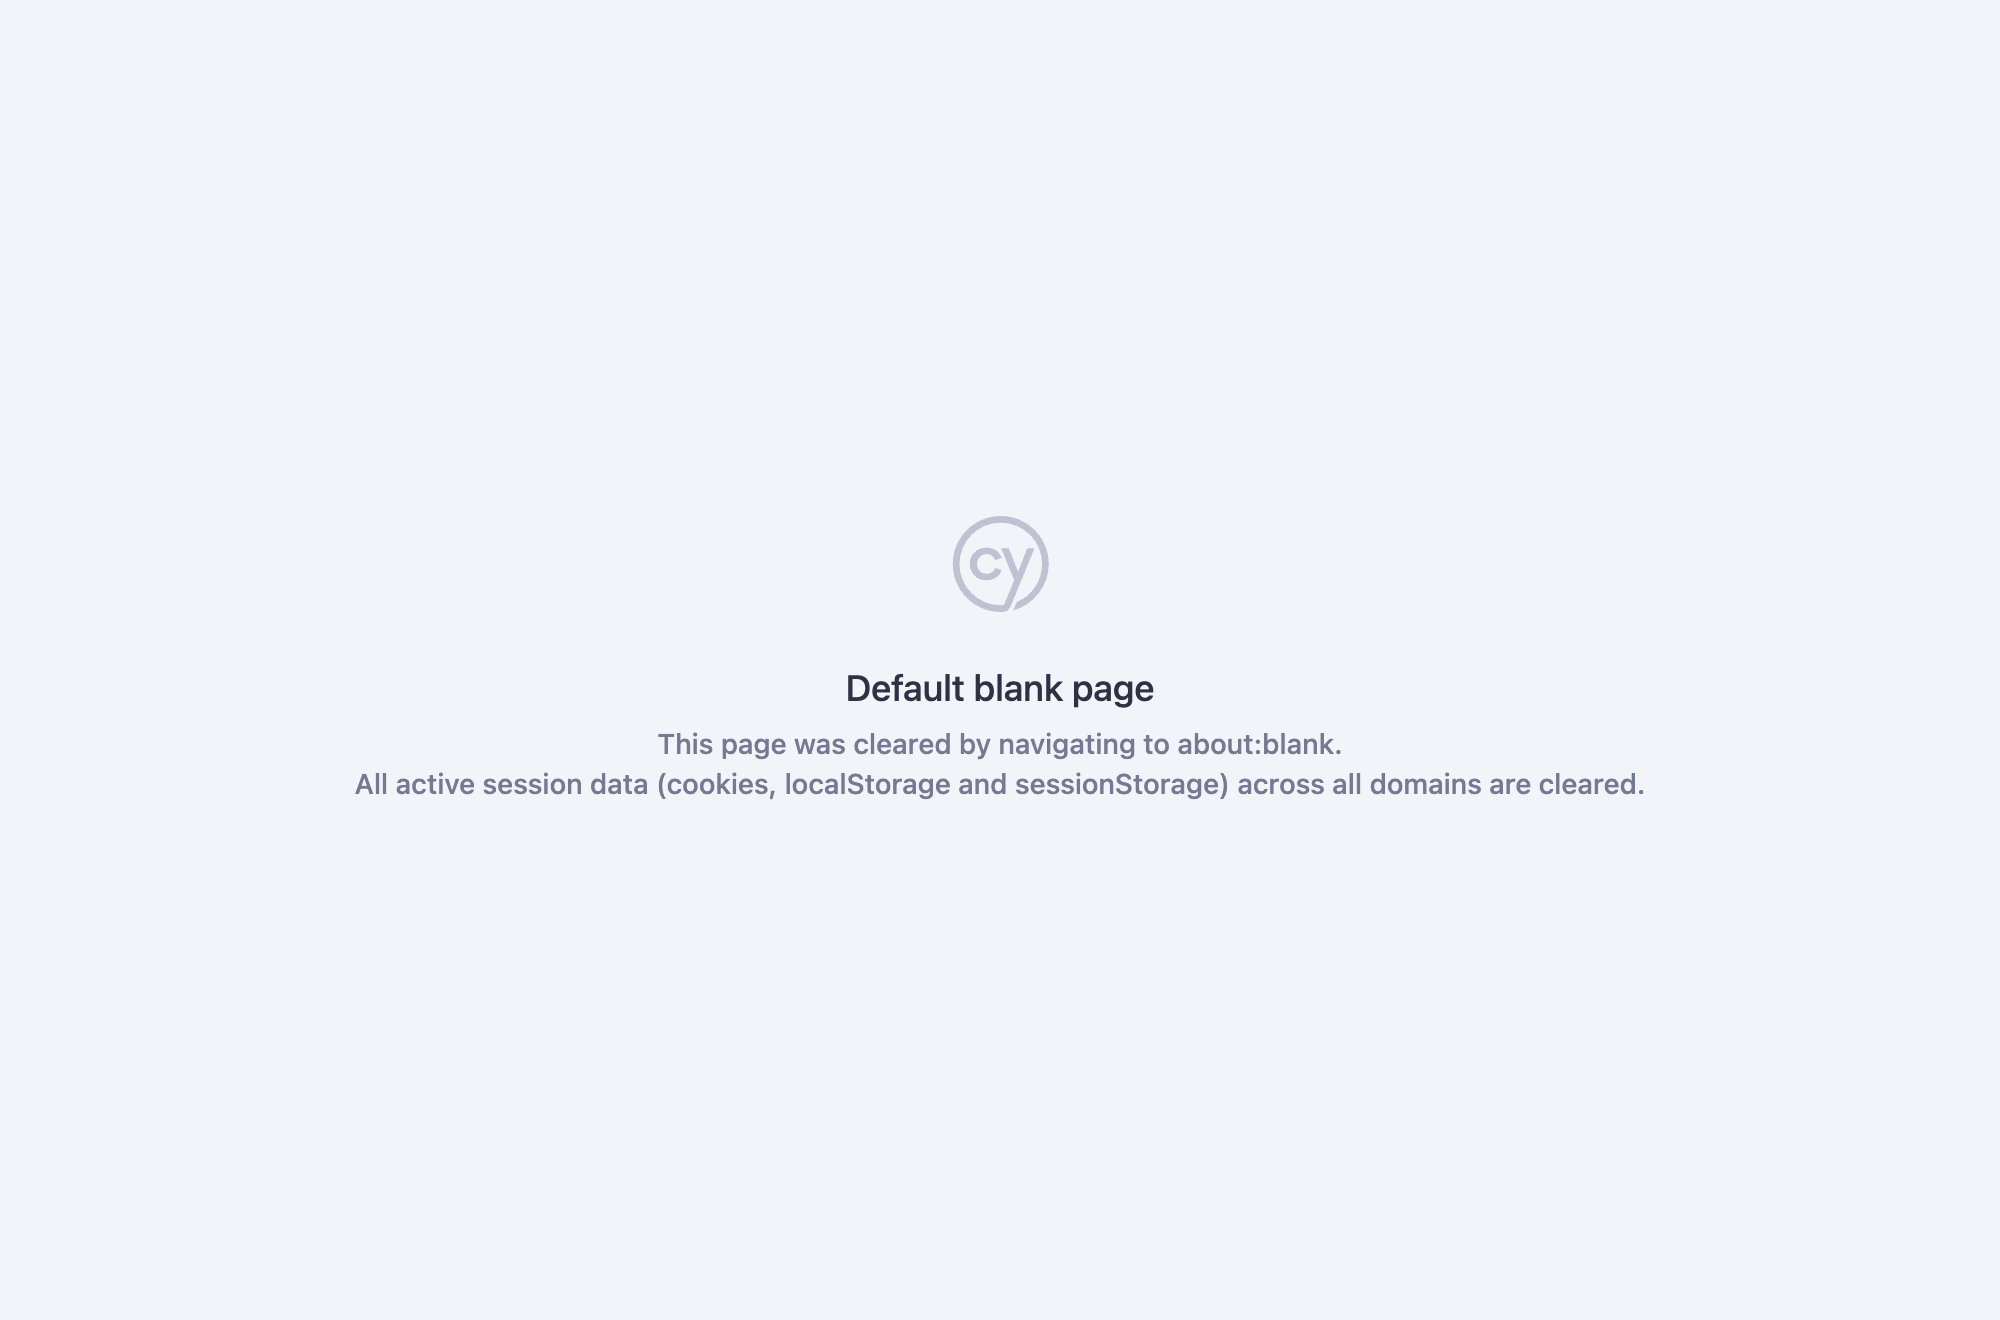 cy
Default blank page
This page was cleared by navigating to about:blank.
All active session data (cookies, localStorage and sessionStorage) across all domains are cleared.